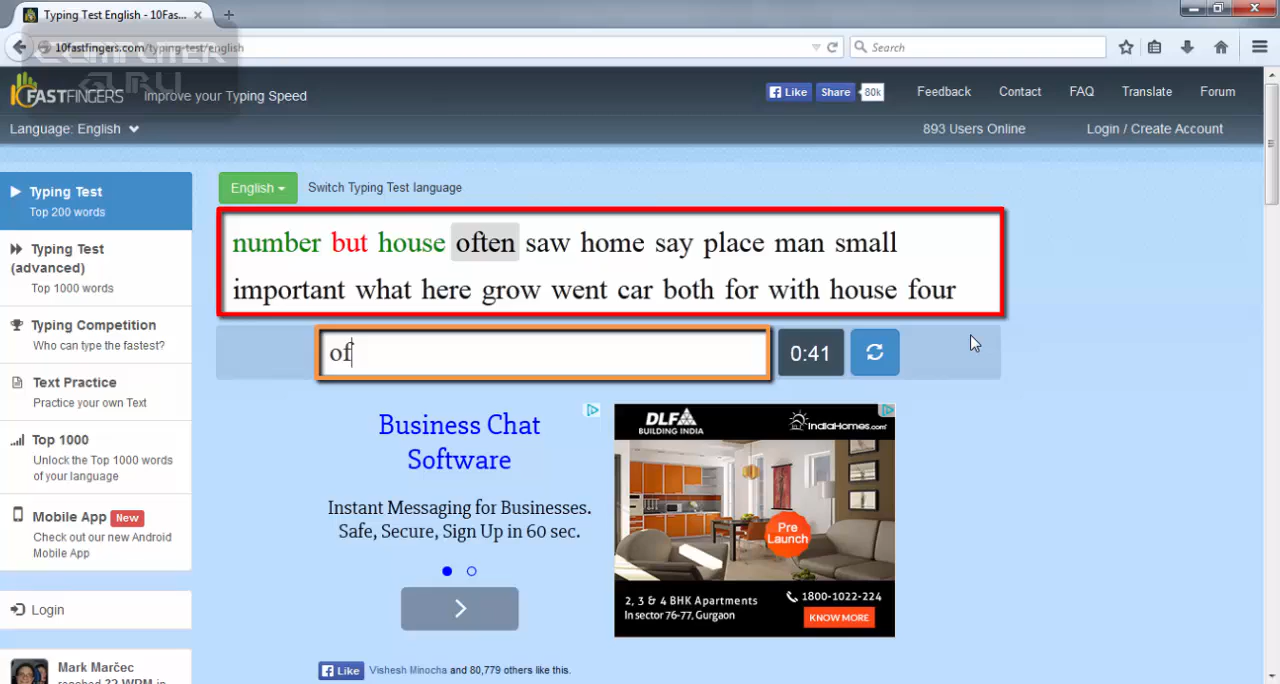 Typing Test English - 10Fas...
10fastfingers.com/typing-test/english
Search
COMPUTER
GURU
10FASTFINGERS
Improve your Typing Speed
Like
Share
80k
Feedback
Contact
FAQ
Translate
Forum
Language: English
893 Users Online
Login / Create Account
Typing Test
Top 200 words
Typing Test
(advanced)
Top 1000 words
Typing Competition
Who can type the fastest?
Text Practice
Practice your own Text
Top 1000
Unlock the Top 1000 words
of your language
Mobile App New
Check out our new Android
Mobile App
Login
Mark Marčec
reached 22 WPM in
English
Switch Typing Test language
number but house often saw home say place man small
important what here grow went car both for with house four
of
0:41
Business Chat
Software
Instant Messaging for Businesses.
Safe, Secure, Sign Up in 60 sec.
DLF
BUILDING INDIA
IndiaHomes.com
Pre
Launch
2, 3 & 4 BHK Apartments
In sector 76-77, Gurgaon
1800-1022-224
KNOW MORE
Like
Vishesh Minocha and 80,779 others like this.